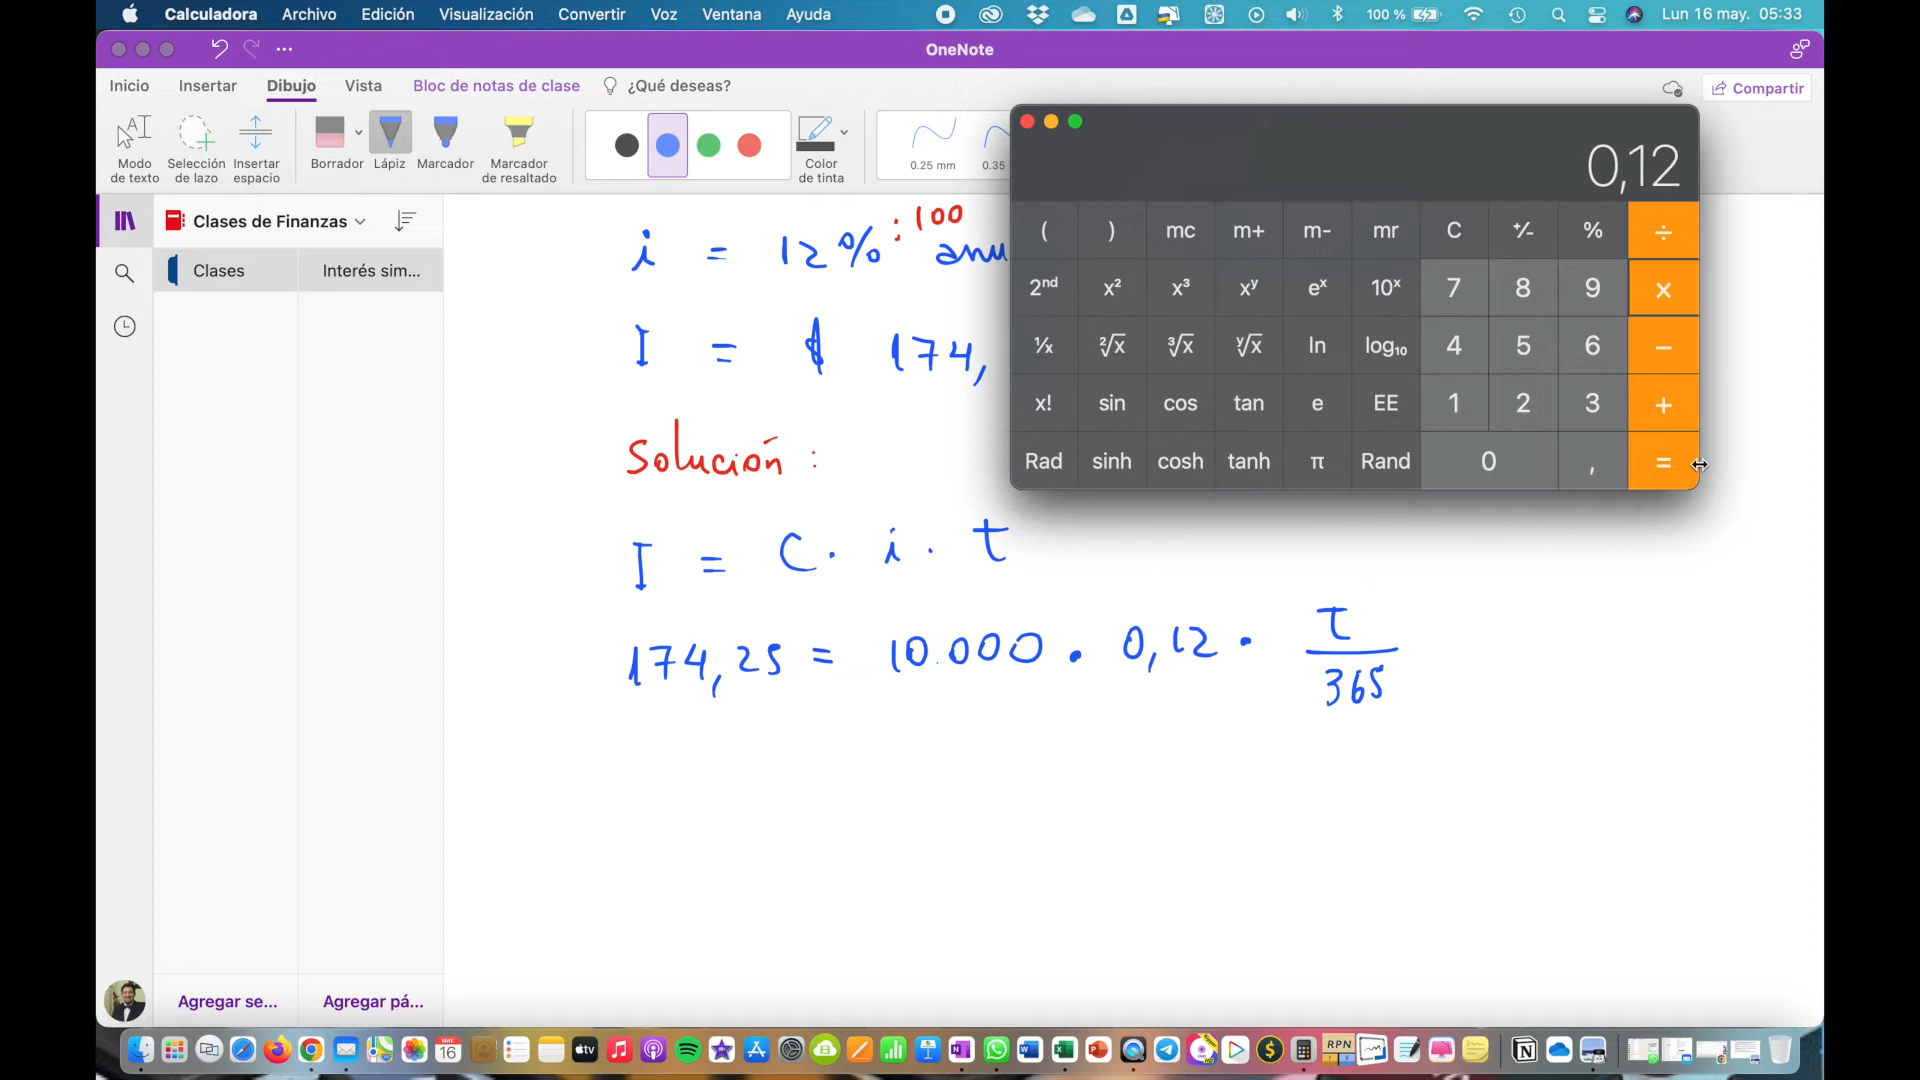 Calculadora Archivo Edición Visualización Convertir Voz Ventana Ayuda 100 % Lun 16 may. 05:33
OneNote
Inicio Insertar Dibujo Vista Bloc de notas de clase ¿Qué deseas? Compartir
Modo de texto
Selección de lazo
Insertar espacio
Borrador
Lápiz
Marcador
Marcador de resaltado
Color de tinta
0.25 mm
0.35
Clases de Finanzas
Clases
Interés sim...
Agregar se...
Agregar pá...
0,12
( ) mc m+ m- mr C +/- % ÷
2nd x² x³ xʸ eˣ 10ˣ 7 8 9 ×
1/x ²√x ³√x ʸ√x ln log₁₀ 4 5 6 −
x! sin cos tan e EE 1 2 3 +
Rad sinh cosh tanh π Rand 0 , =
i = 12% :100 anu
I = $ 174,
Solución :
I = C . i . t
174,25 = 10.000 . 0,12 . t/365
MAY.
16
tv
RPN